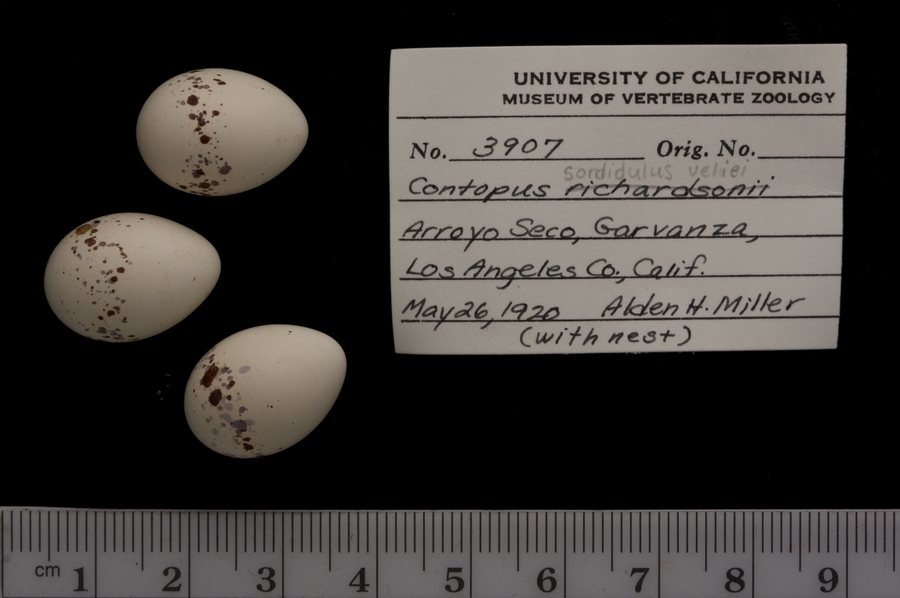 UNIVERSITY OF CALIFORNIA
MUSEUM OF VERTEBRATE ZOOLOGY
No. 3907 Orig. No.
sordidulus veliei
Contopus richardsonii
Arroyo Seco, Garvanza,
Los Angeles Co., Calif.
May 26, 1920 Alden H. Miller
(with nest)
cm 1 2 3 4 5 6 7 8 9